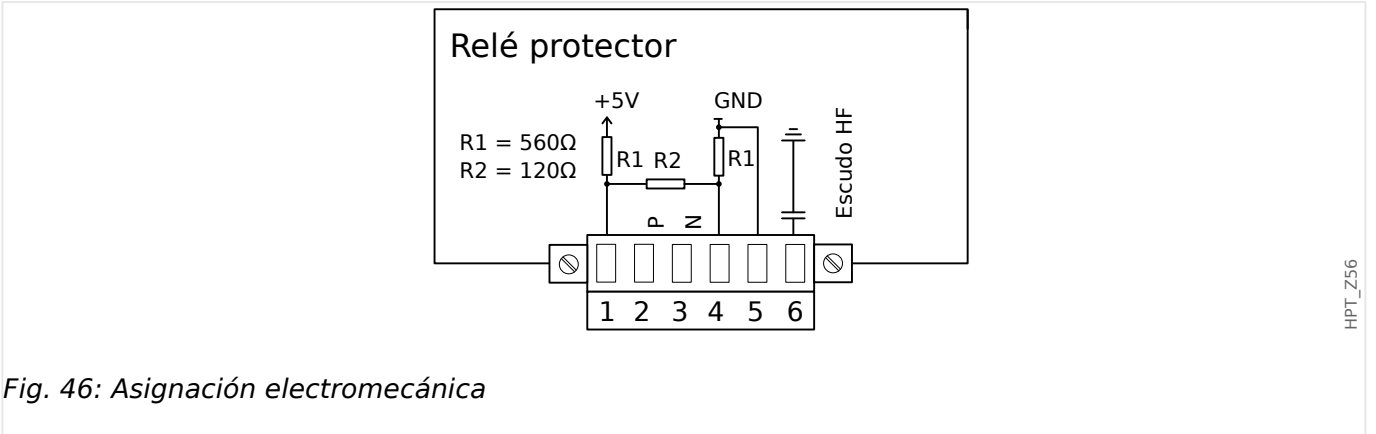 Relé protector
+5V
GND
R1 = 560Ω
R2 = 120Ω
R1
R2
R1
Escudo HF
P
N
1 2 3 4 5 6
HPT_Z56
Fig. 46: Asignación electromecánica